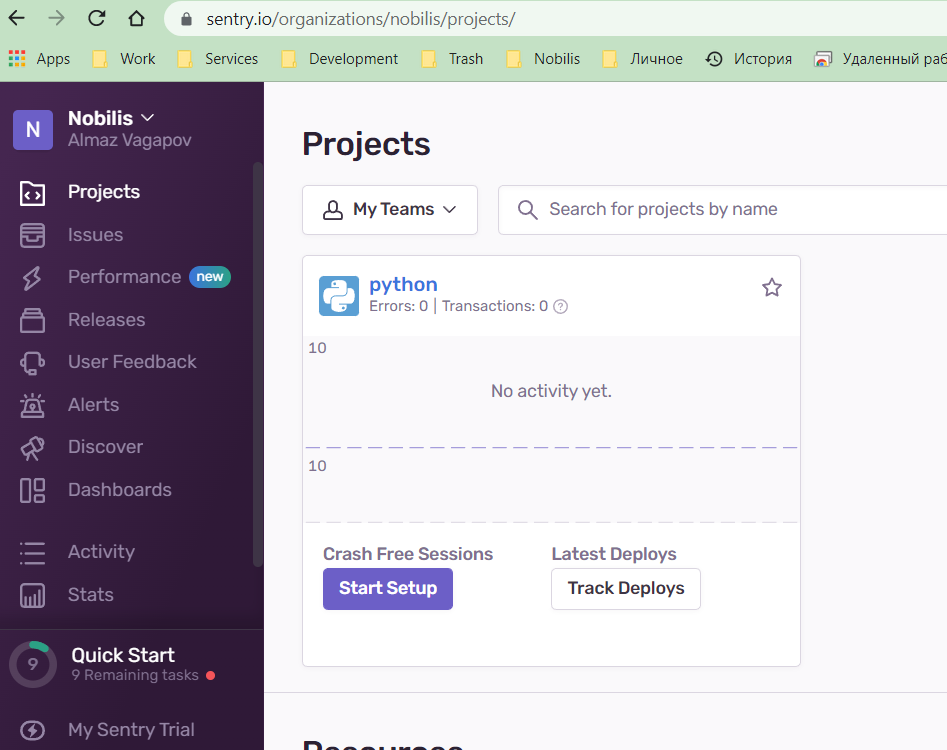 sentry.io/organizations/nobilis/projects/
Apps Work Services Development Trash Nobilis Личное История Удаленный
N
Nobilis
Almaz Vagapov
Projects
Issues
Performance new
Releases
User Feedback
Alerts
Discover
Dashboards
Activity
Stats
9
Quick Start
9 Remaining tasks
My Sentry Trial
Projects
My Teams
Search for projects by name
python
Errors: 0 | Transactions: 0 ?
10
No activity yet.
10
Crash Free Sessions
Start Setup
Latest Deploys
Track Deploys
Resources